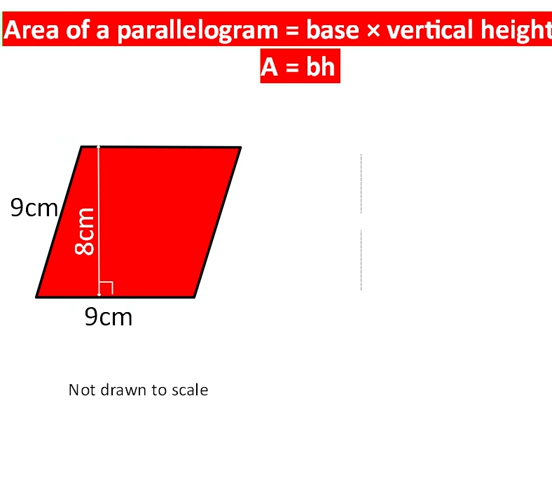 Area of a parallelogram = base × vertical height
A = bh
9cm
8cm
9cm
Not drawn to scale